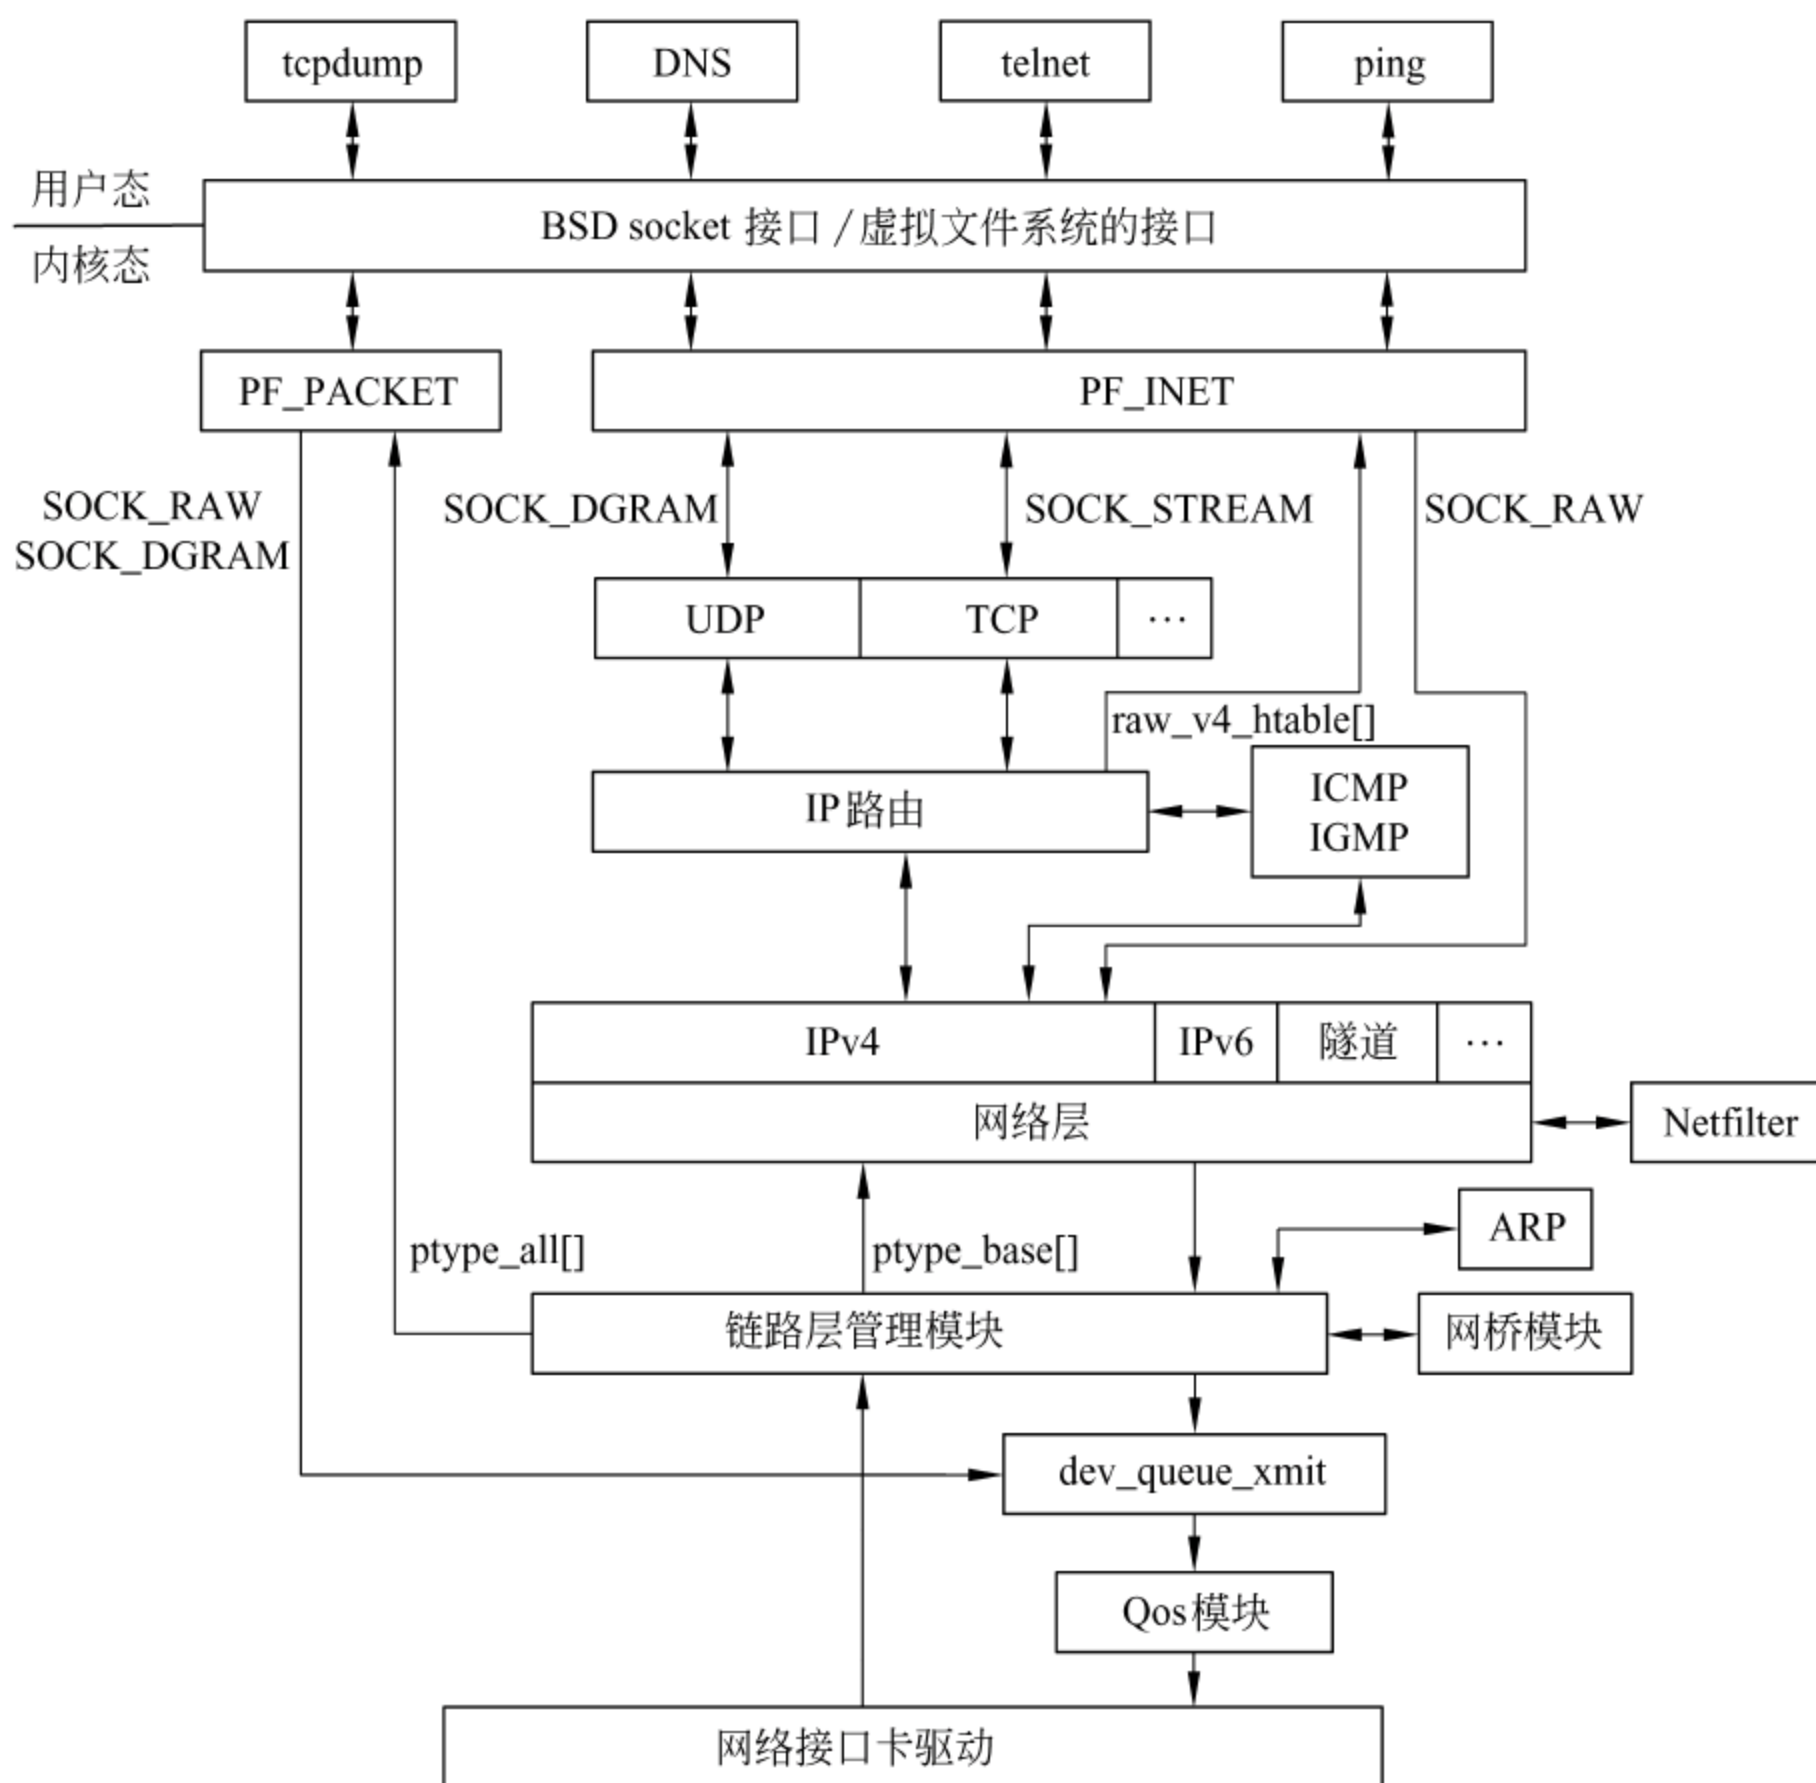 tcpdump
DNS
telnet
ping
用户态
内核态
BSD socket 接口/虚拟文件系统的接口
PF_PACKET
PF_INET
SOCK_RAW
SOCK_DGRAM
SOCK_DGRAM
SOCK_STREAM
SOCK_RAW
UDP
TCP
…
raw_v4_htable[]
IP路由
ICMP
IGMP
IPv4
IPv6
隧道
…
网络层
Netfilter
ptype_all[]
ptype_base[]
ARP
链路层管理模块
网桥模块
dev_queue_xmit
Qos模块
网络接口卡驱动